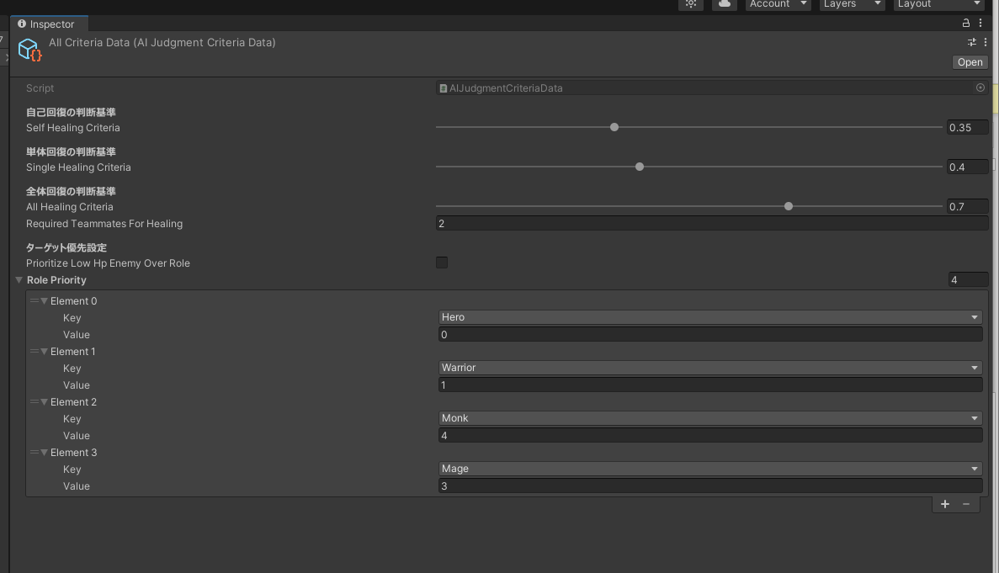 Account
Layers
Layout
Inspector
All Criteria Data (AI Judgment Criteria Data)
Open
Script
AIJudgmentCriteriaData
自己回復の判断基準
Self Healing Criteria
0.35
単体回復の判断基準
Single Healing Criteria
0.4
全体回復の判断基準
All Healing Criteria
0.7
Required Teammates For Healing
2
ターゲット優先設定
Prioritize Low Hp Enemy Over Role
Role Priority
4
Element 0
Key
Hero
Value
0
Element 1
Key
Warrior
Value
1
Element 2
Key
Monk
Value
4
Element 3
Key
Mage
Value
3